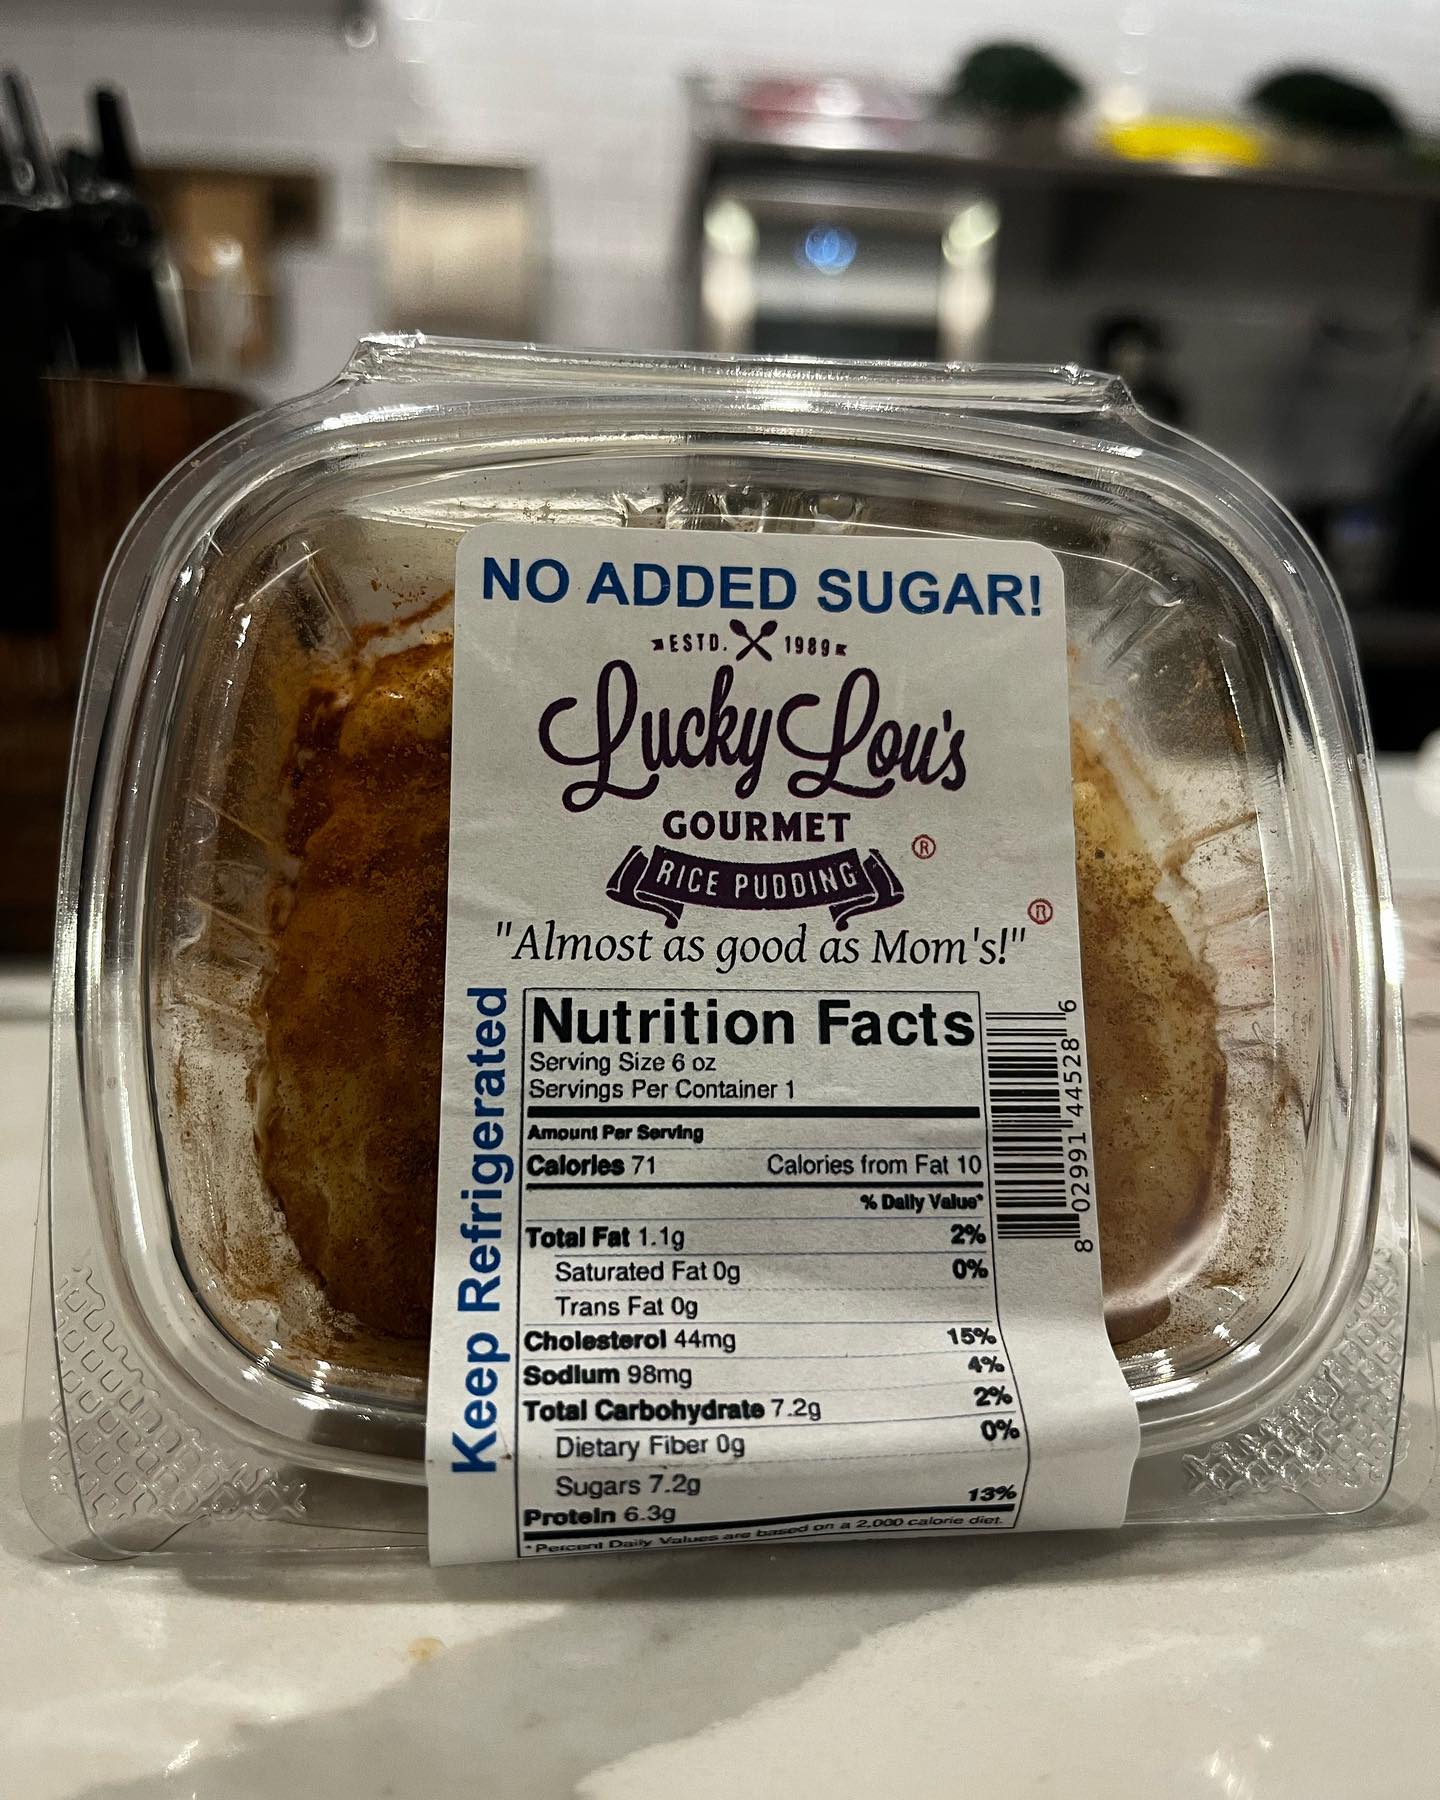 NO ADDED SUGAR!
ESTD. 1989
Lucky Lou's
GOURMET
RICE PUDDING ®
"Almost as good as Mom's!" ®
Keep Refrigerated
Nutrition Facts
Serving Size 6 oz
Servings Per Container 1
Amount Per Serving
Calories 71 Calories from Fat 10
% Daily Value*
Total Fat 1.1g 2%
Saturated Fat 0g 0%
Trans Fat 0g
Cholesterol 44mg 15%
Sodium 98mg 4%
Total Carbohydrate 7.2g 2%
Dietary Fiber 0g 0%
Sugars 7.2g
Protein 6.3g 13%
*Percent Daily Values are based on a 2,000 calorie diet.
8 02991 44528 6